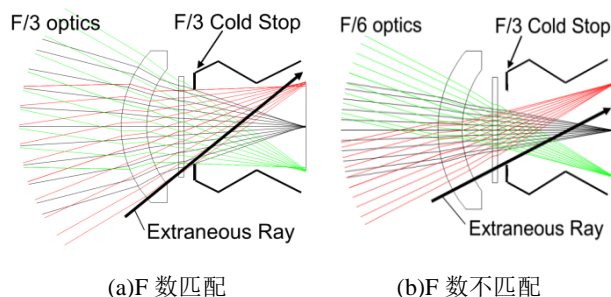 F/3 optics
F/3 Cold Stop
Extraneous Ray
(a)F 数匹配
F/6 optics
F/3 Cold Stop
Extraneous Ray
(b)F 数不匹配